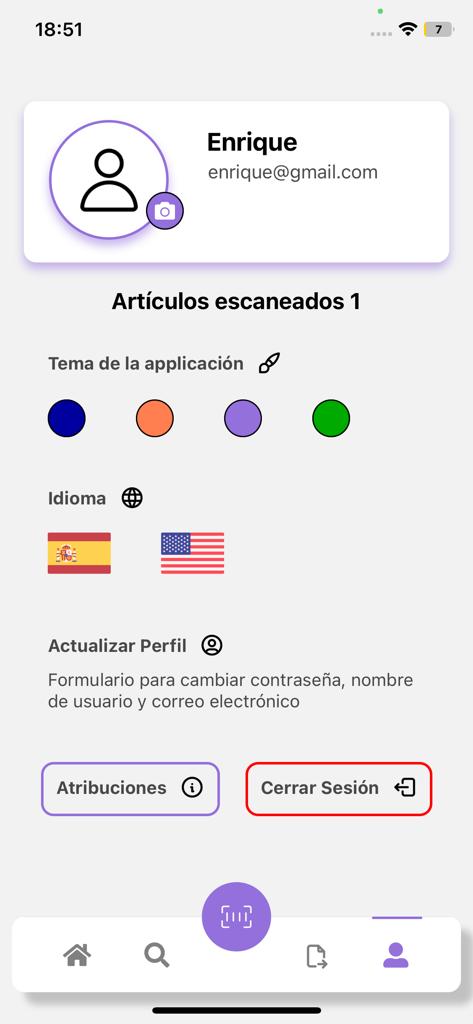 18:51
7
Enrique
enrique@gmail.com
Artículos escaneados 1
Tema de la applicación
Idioma
Actualizar Perfil
Formulario para cambiar contraseña, nombre
de usuario y correo electrónico
Atribuciones
Cerrar Sesión